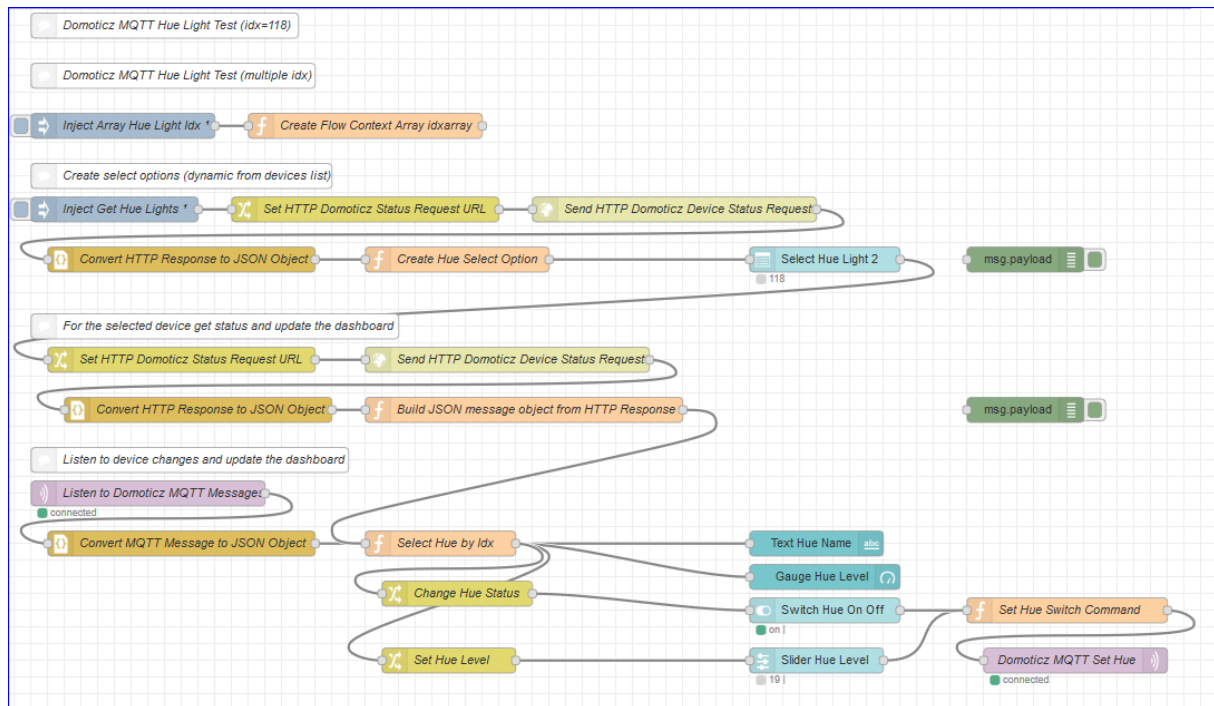 Domoticz MQTT Hue Light Test (idx=118)
Domoticz MQTT Hue Light Test (multiple idx)
Inject Array Hue Light Idx ¹
Create Flow Context Array idxarray
Create select options (dynamic from devices list)
Inject Get Hue Lights ¹
Set HTTP Domoticz Status Request URL
Send HTTP Domoticz Device Status Request
Convert HTTP Response to JSON Object
Create Hue Select Option
Select Hue Light 2
msg.payload
118
For the selected device get status and update the dashboard
Set HTTP Domoticz Status Request URL
Send HTTP Domoticz Device Status Request
Convert HTTP Response to JSON Object
Build JSON message object from HTTP Response
msg.payload
Listen to device changes and update the dashboard
Listen to Domoticz MQTT Messages
connected
Convert MQTT Message to JSON Object
Select Hue by Idx
Text Hue Name
abc
Gauge Hue Level
Change Hue Status
Switch Hue On Off
Set Hue Switch Command
on |
Set Hue Level
Slider Hue Level
Domoticz MQTT Set Hue
19 |
connected